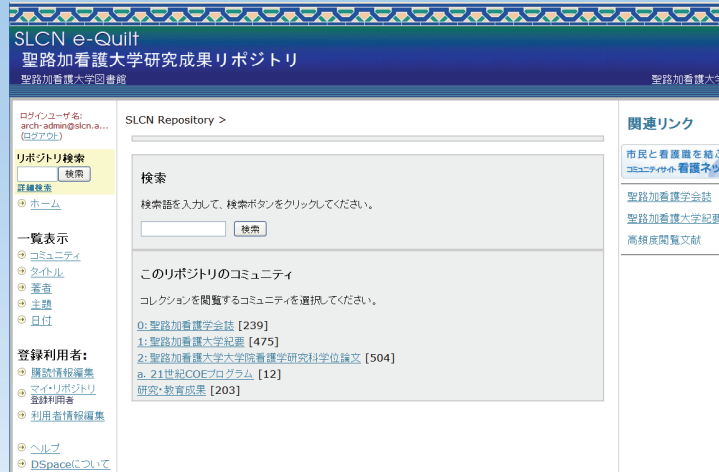 SLCN e-Quilt
聖路加看護大学研究成果リポジトリ
聖路加看護大学図書館
聖路加看護大学
ログインユーザ名:
arch-admin@slcn.a...
(ログアウト)
リポジトリ検索
検索
詳細検索
ホーム
一覧表示
コミュニティ
タイトル
著者
主題
日付
登録利用者:
購読情報編集
マイ・リポジトリ
登録利用者
利用者情報編集
ヘルプ
DSpaceについて
SLCN Repository >
検索
検索語を入力して、検索ボタンをクリックしてください。
検索
このリポジトリのコミュニティ
コレクションを閲覧するコミュニティを選択してください。
0: 聖路加看護学会誌 [239]
1: 聖路加看護大学紀要 [475]
2: 聖路加看護大学大学院看護学研究科学位論文 [504]
a. 21世紀COEプログラム [12]
研究・教育成果 [203]
関連リンク
市民と看護職を結ぶ
コミュニティサイト 看護ネッ
聖路加看護学会誌
聖路加看護大学紀要
高頻度閲覧文献